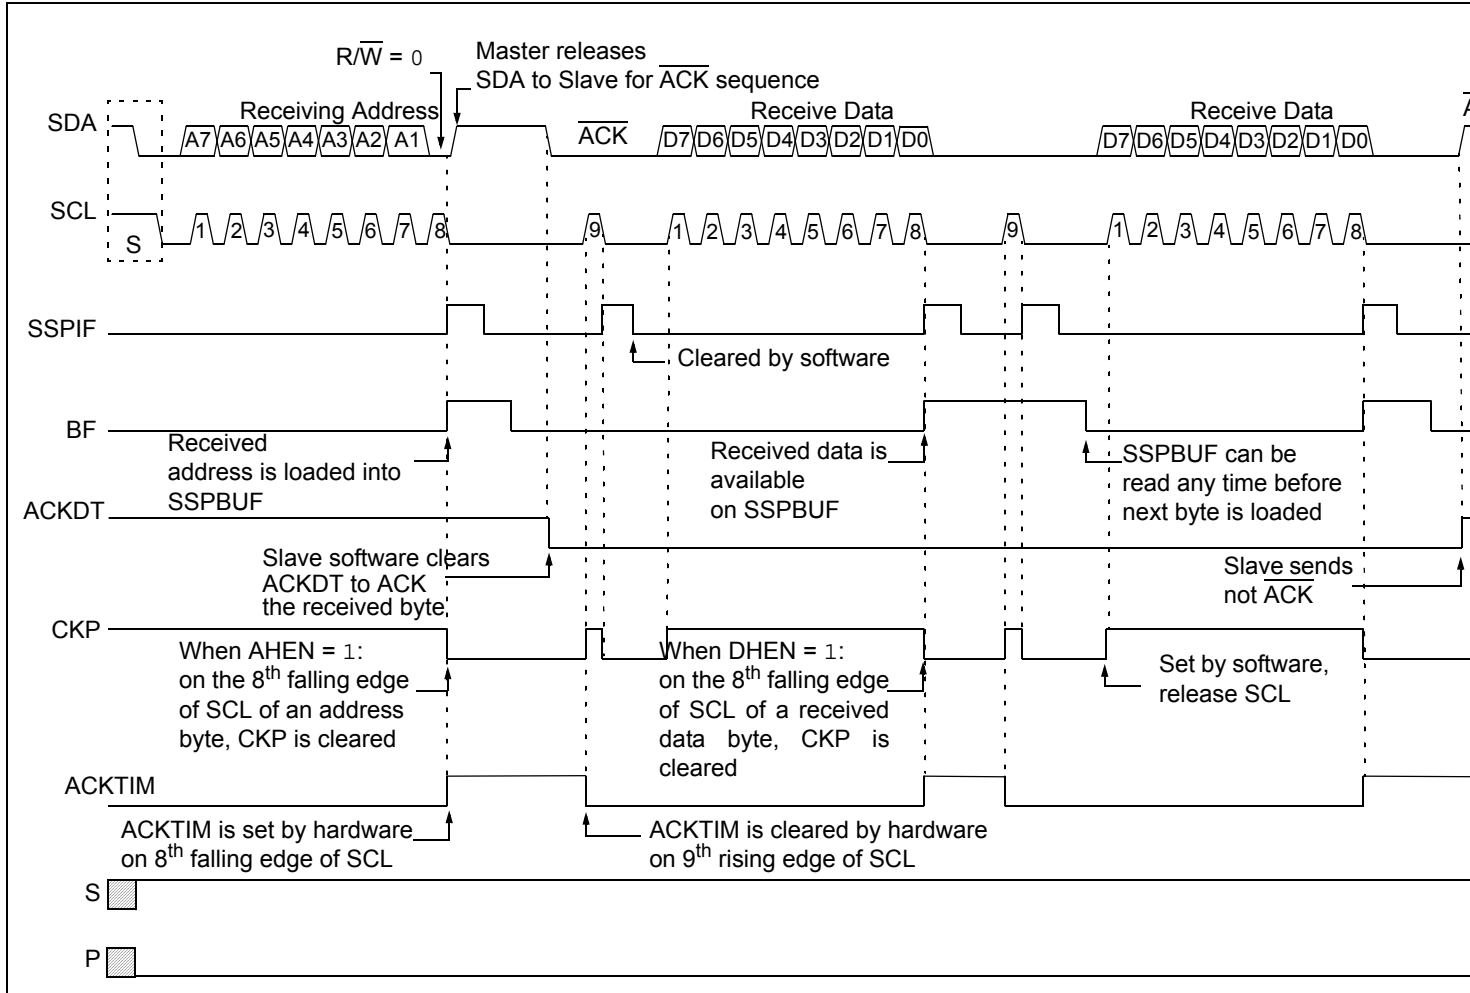 R/W = 0
Master releases
SDA to Slave for ACK sequence
SDA
Receiving Address
ACK
Receive Data
Receive Data
A7 A6 A5 A4 A3 A2 A1
D7 D6 D5 D4 D3 D2 D1 D0
D7 D6 D5 D4 D3 D2 D1 D0
SCL
S
1 2 3 4 5 6 7 8
9
1 2 3 4 5 6 7 8
9
1 2 3 4 5 6 7 8
SSPIF
Cleared by software
BF
Received
address is loaded into
SSPBUF
Received data is
available
on SSPBUF
SSPBUF can be
read any time before
next byte is loaded
ACKDT
Slave software clears
ACKDT to ACK
the received byte
Slave sends
not ACK
CKP
When AHEN = 1:
on the 8th falling edge
of SCL of an address
byte, CKP is cleared
When DHEN = 1:
on the 8th falling edge
of SCL of a received
data byte, CKP is
cleared
Set by software,
release SCL
ACKTIM
ACKTIM is set by hardware
on 8th falling edge of SCL
ACKTIM is cleared by hardware
on 9th rising edge of SCL
S
P